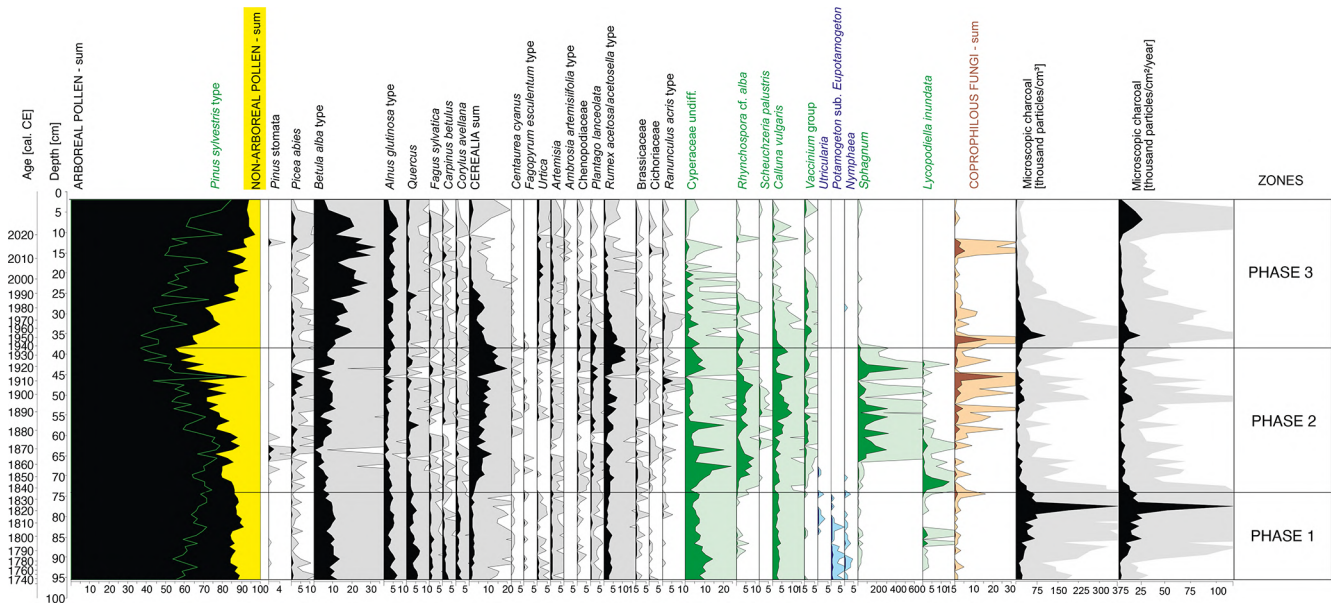 Age [cal. CE]
Depth [cm]
ARBOREAL POLLEN - sum
Pinus sylvestris type
NON-ARBOREAL POLLEN - sum
Pinus stomata
Picea abies
Betula alba type
Alnus glutinosa type
Quercus
Fagus sylvatica
Carpinus betulus
Corylus avellana
CEREALIA sum
Centaurea cyanus
Fagopyrum esculentum type
Urtica
Artemisia
Ambrosia artemisiifolia type
Chenopodiaceae
Plantago lanceolata
Rumex acetosa/acetosella type
Brassicaceae
Cichoriaceae
Ranunculus acris type
Cyperaceae undiff.
Rhynchospora cf. alba
Scheuchzeria palustris
Calluna vulgaris
Vaccinium group
Utricularia
Potamogeton sub. Eupotamogeton
Nymphaea
Sphagnum
Lycopodiella inundata
COPROPHILOUS FUNGI - sum
Microscopic charcoal
[thousand particles/cm³]
Microscopic charcoal
[thousand particles/cm²/year]
ZONES
2020
2010
2000
1990
1980
1970
1960
1950
1940
1930
1920
1910
1900
1890
1880
1870
1860
1850
1840
1830
1820
1810
1800
1790
1780
1760
1740
0
5
10
15
20
25
30
35
40
45
50
55
60
65
70
75
80
85
90
95
100
PHASE 3
PHASE 2
PHASE 1
10 20 30 40 50 60 70 80 90 100
4
5 10
10 20 30
5 10
5 10
5
5
5
10 20
5
5
5
5
5
5
5
5 10 15
5
5
5
10 20
5 10
5
5 10
5
5
5
5
200 400 600
5 10 15
10 20 30
75 150 225 300 375
25 50 75 100